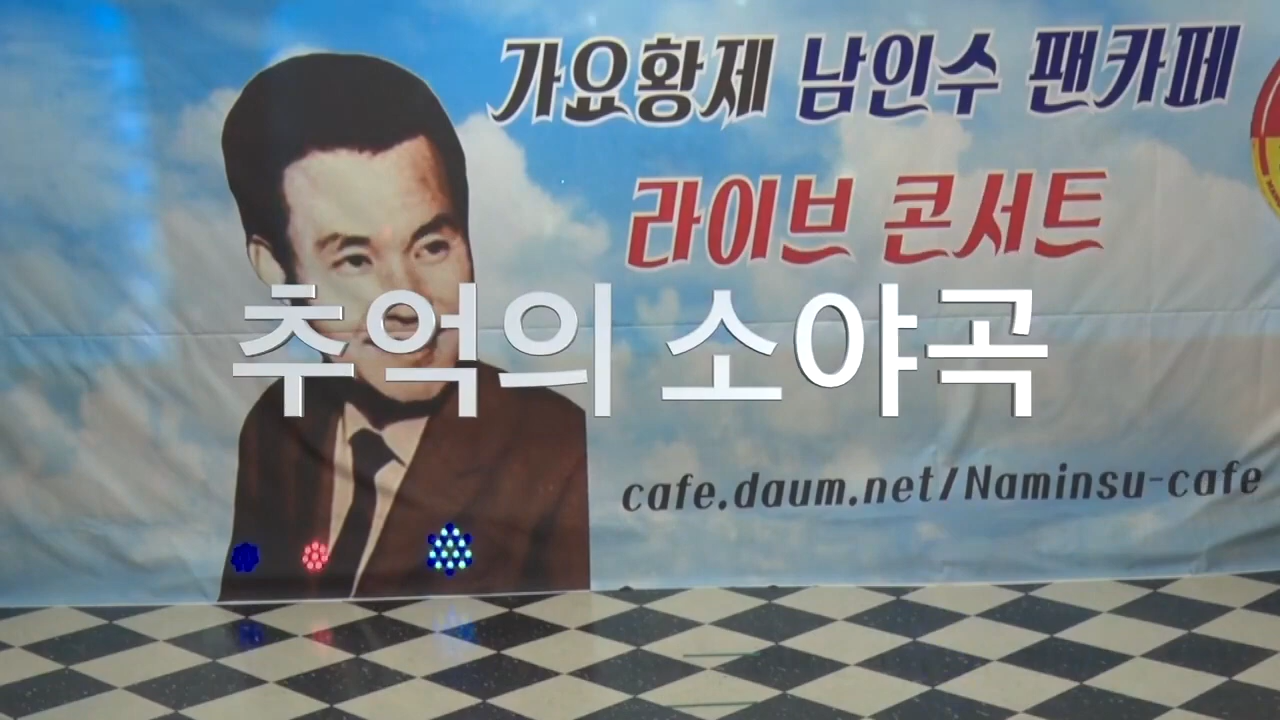 가요황제 남인수 팬카페
라이브 콘서트
추억의 소야곡
cafe.daum.net/Naminsu-cafe